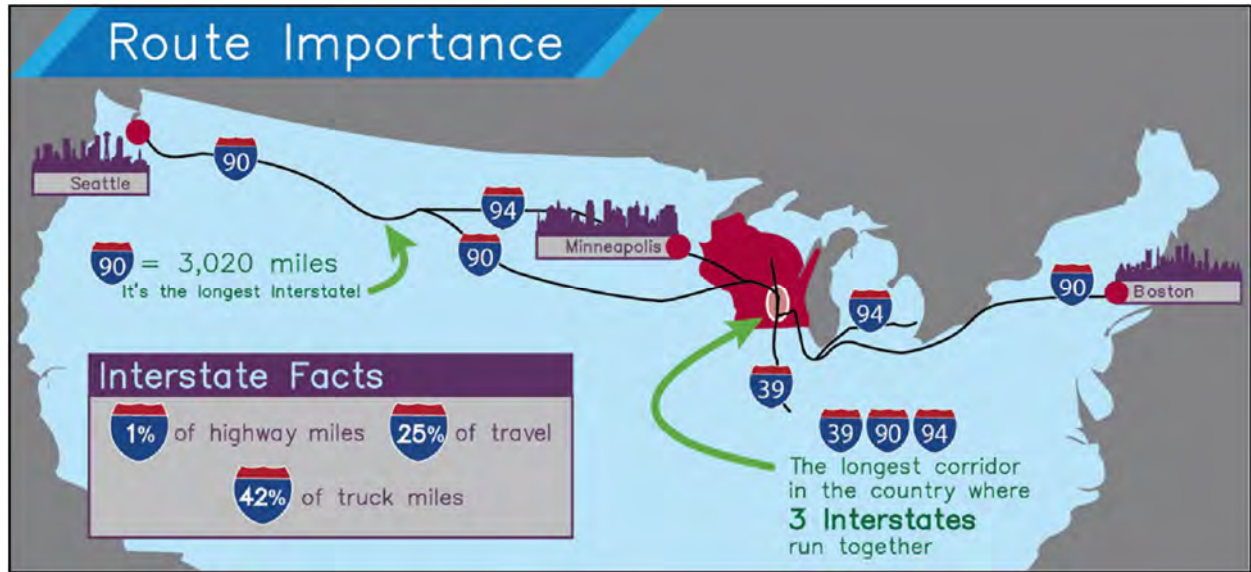 Route Importance
Seattle
90
94
Minneapolis
90
90 = 3,020 miles
It's the longest Interstate!
94
90
Boston
39
Interstate Facts
1% of highway miles 25% of travel
42% of truck miles
39 90 94
The longest corridor
in the country where
3 Interstates
run together